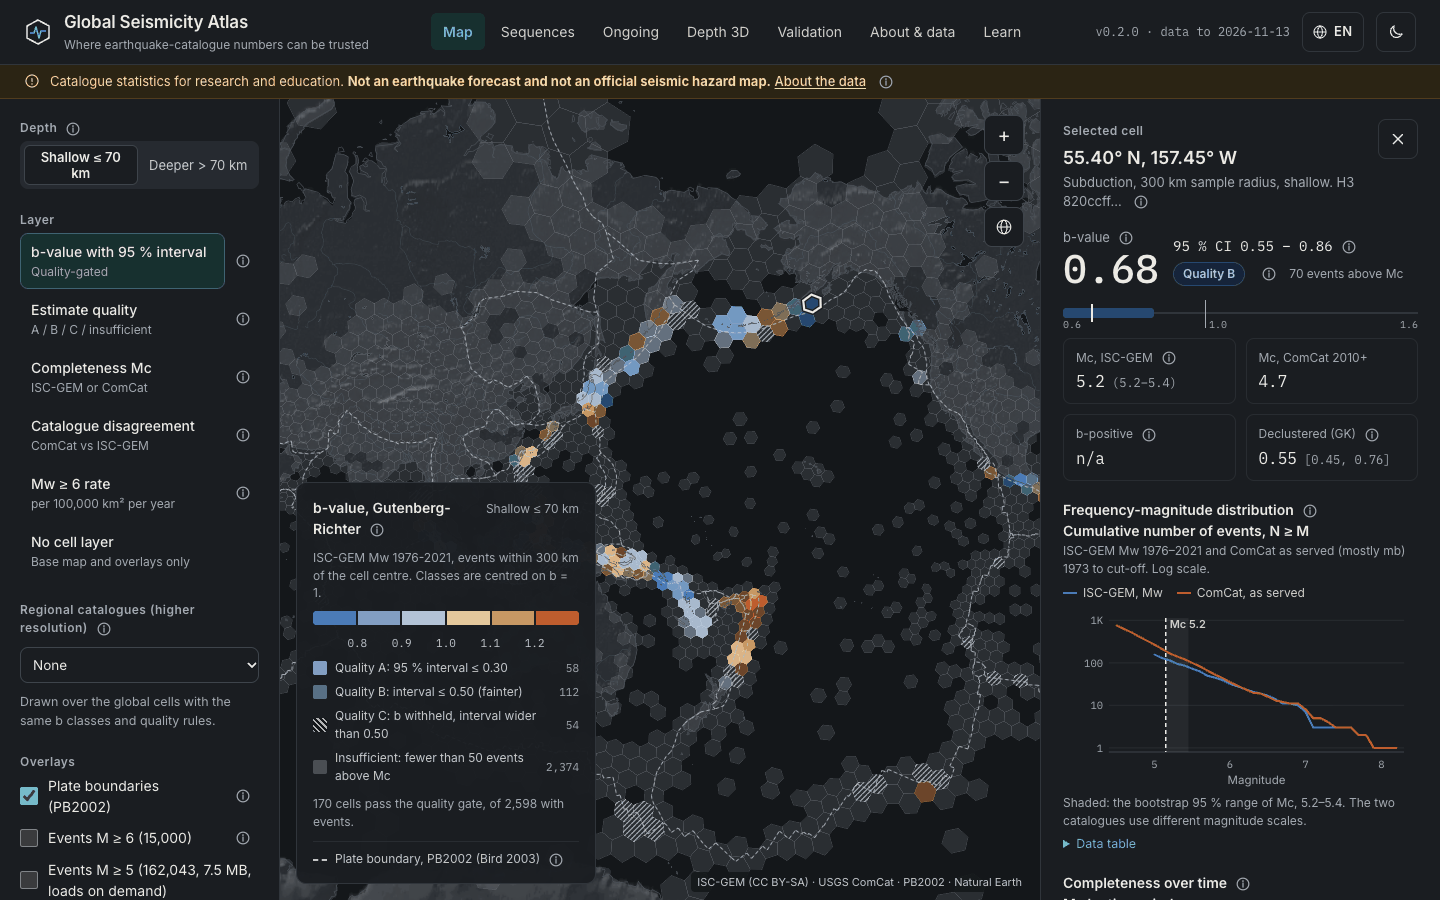 Global Seismicity Atlas
Where earthquake-catalogue numbers can be trusted
Map
Sequences
Ongoing
Depth 3D
Validation
About & data
Learn
v0.2.0 · data to 2026-11-13
EN
Catalogue statistics for research and education. Not an earthquake forecast and not an official seismic hazard map. About the data
Depth
Shallow ≤ 70
km
Deeper > 70 km
Layer
b-value with 95 % interval
Quality-gated
Estimate quality
A / B / C / insufficient
Completeness Mc
ISC-GEM or ComCat
Catalogue disagreement
ComCat vs ISC-GEM
Mw ≥ 6 rate
per 100,000 km² per year
No cell layer
Base map and overlays only
Regional catalogues (higher
resolution)
None
Drawn over the global cells with the
same b classes and quality rules.
Overlays
Plate boundaries
(PB2002)
Events M ≥ 6 (15,000)
Events M ≥ 5 (162,043, 7.5 MB,
loads on demand)
+
−
b-value, Gutenberg-
Richter
Shallow ≤ 70 km
ISC-GEM Mw 1976-2021, events within 300 km
of the cell centre. Classes are centred on b =
1.
0.8 0.9 1.0 1.1 1.2
Quality A: 95 % interval ≤ 0.30 58
Quality B: interval ≤ 0.50 (fainter) 112
Quality C: b withheld, interval wider
than 0.50
54
Insufficient: fewer than 50 events
above Mc
2,374
170 cells pass the quality gate, of 2,598 with
events.
Plate boundary, PB2002 (Bird 2003)
ISC-GEM (CC BY-SA) · USGS ComCat · PB2002 · Natural Earth
Selected cell
55.40° N, 157.45° W
Subduction, 300 km sample radius, shallow. H3
820ccff…
b-value
0.68
95 % CI 0.55 – 0.86
Quality B
70 events above Mc
0.6 1.0 1.6
Mc, ISC-GEM
5.2 (5.2–5.4)
Mc, ComCat 2010+
4.7
b-positive
n/a
Declustered (GK)
0.55 [0.45, 0.76]
Frequency-magnitude distribution
Cumulative number of events, N ≥ M
ISC-GEM Mw 1976–2021 and ComCat as served (mostly mb)
1973 to cut-off. Log scale.
ISC-GEM, Mw
ComCat, as served
Mc 5.2
1K
100
10
1
5 6 7 8
Magnitude
Shaded: the bootstrap 95 % range of Mc, 5.2–5.4. The two
catalogues use different magnitude scales.
Data table
Completeness over time